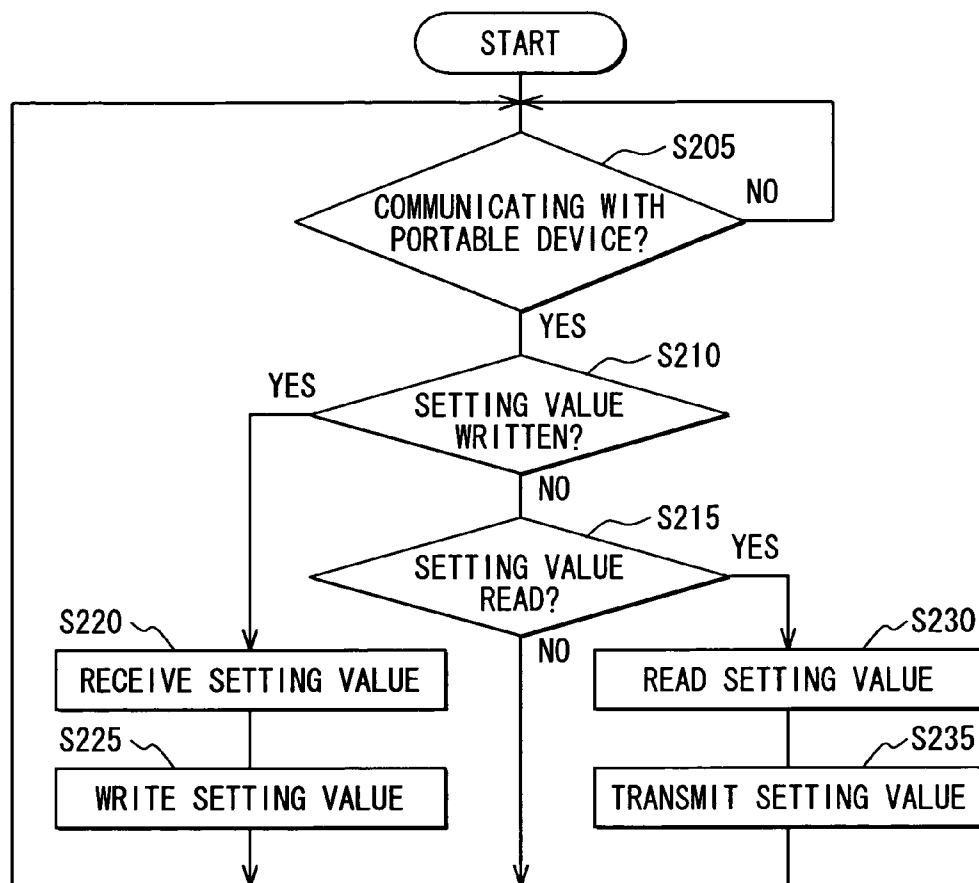 START
S205
COMMUNICATING WITH
PORTABLE DEVICE?
NO
YES
S210
YES
SETTING VALUE
WRITTEN?
NO
S215
YES
SETTING VALUE
READ?
NO
S220
RECEIVE SETTING VALUE
S230
READ SETTING VALUE
S225
WRITE SETTING VALUE
S235
TRANSMIT SETTING VALUE